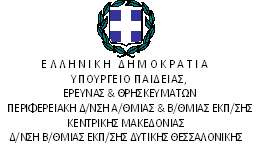 ΕΛΛΗΝΙΚΗ ΔΗΜΟΚΡΑΤΙΑ
ΥΠΟΥΡΓΕΙΟ ΠΑΙΔΕΙΑΣ,
ΕΡΕΥΝΑΣ & ΘΡΗΣΚΕΥΜΑΤΩΝ
ΠΕΡΙΦΕΡΕΙΑΚΗ Δ/ΝΣΗ Α/ΘΜΙΑΣ & Β/ΘΜΙΑΣ ΕΚΠ/ΣΗΣ
ΚΕΝΤΡΙΚΗΣ ΜΑΚΕΔΟΝΙΑΣ
Δ/ΝΣΗ Β/ΘΜΙΑΣ ΕΚΠ/ΣΗΣ ΔΥΤΙΚΗΣ ΘΕΣΣΑΛΟΝΙΚΗΣ